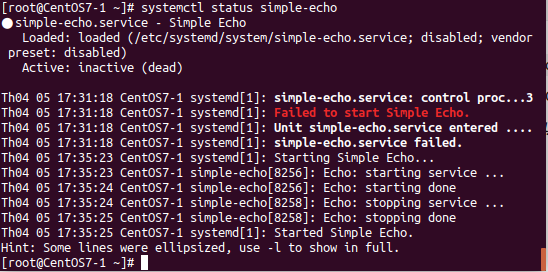 [root@CentOS7-1 ~]# systemctl status simple-echo
●simple-echo.service - Simple Echo
Loaded: loaded (/etc/systemd/system/simple-echo.service; disabled; vendor
preset: disabled)
Active: inactive (dead)
Th04 05 17:31:18 CentOS7-1 systemd[1]: simple-echo.service: control proc...3
Th04 05 17:31:18 CentOS7-1 systemd[1]: Failed to start Simple Echo.
Th04 05 17:31:18 CentOS7-1 systemd[1]: Unit simple-echo.service entered ....
Th04 05 17:31:18 CentOS7-1 systemd[1]: simple-echo.service failed.
Th04 05 17:35:23 CentOS7-1 systemd[1]: Starting Simple Echo...
Th04 05 17:35:23 CentOS7-1 simple-echo[8256]: Echo: starting service ...
Th04 05 17:35:24 CentOS7-1 simple-echo[8256]: Echo: starting done
Th04 05 17:35:24 CentOS7-1 simple-echo[8258]: Echo: stopping service ...
Th04 05 17:35:25 CentOS7-1 simple-echo[8258]: Echo: stopping done
Th04 05 17:35:25 CentOS7-1 systemd[1]: Started Simple Echo.
Hint: Some lines were ellipsized, use -l to show in full.
[root@CentOS7-1 ~]#